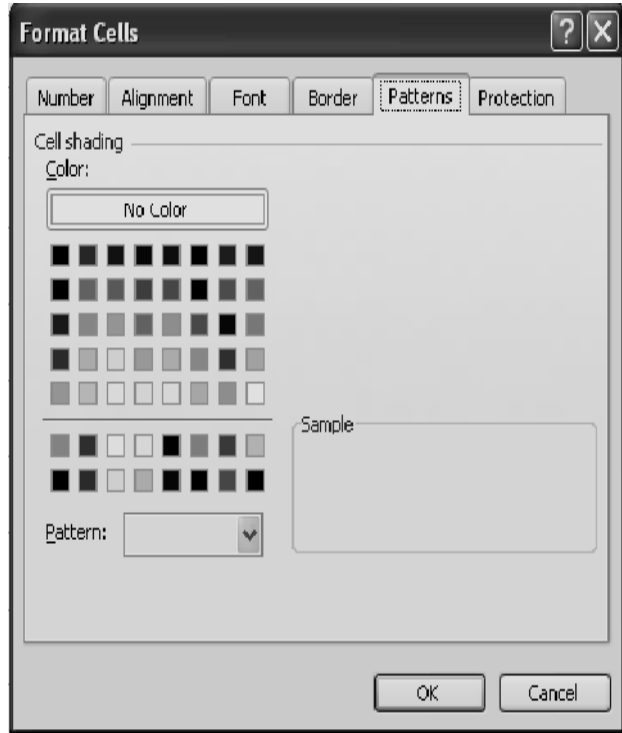 Format Cells
Number Alignment Font Border Patterns Protection
Cell shading
Color:
No Color
Sample
Pattern:
OK Cancel